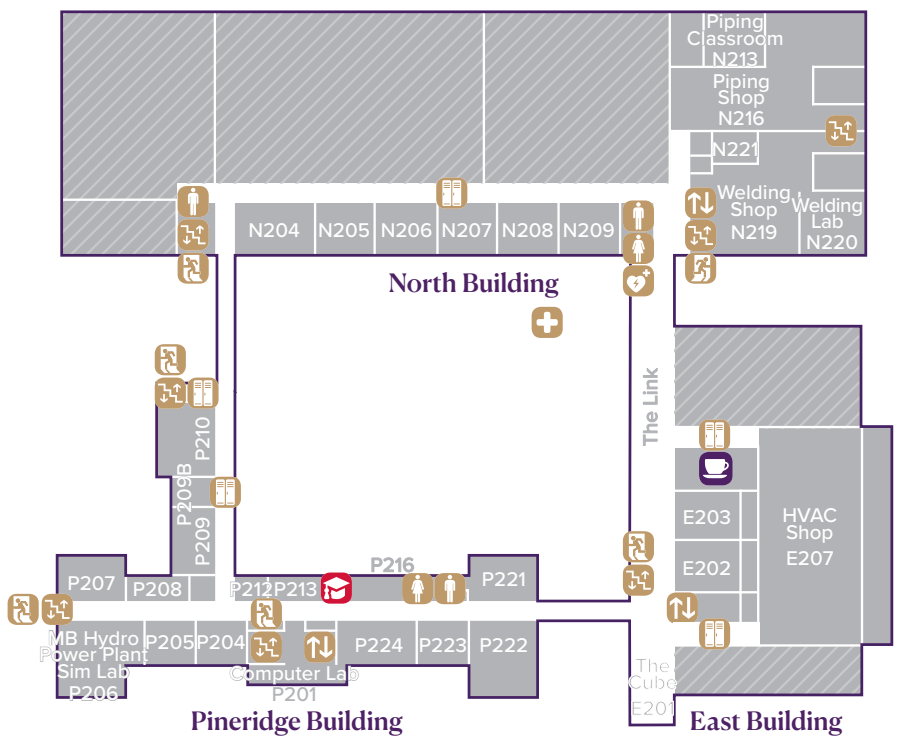 Piping
Classroom
N213
Piping
Shop
N216
N221
Welding
Shop
N219
Welding
Lab
N220
N204
N205
N206
N207
N208
N209
North Building
The Link
P210
P209B
P209
E203
HVAC
Shop
E207
E202
P216
P207
P208
P212
P213
P221
MB Hydro
Power Plant
Sim Lab
P206
P205
P204
Computer Lab
P201
P224
P223
P222
The
Cube
E201
Pineridge Building
East Building